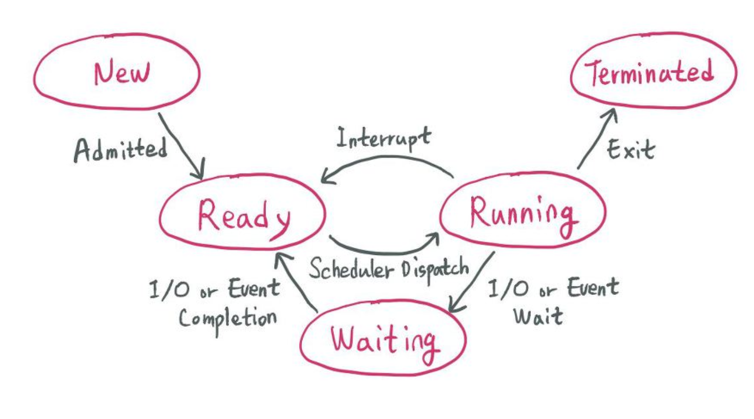 New
Terminated
Admitted
Interrupt
Exit
Ready
Running
Scheduler Dispatch
I/O or Event
Completion
I/O or Event
Wait
Waiting